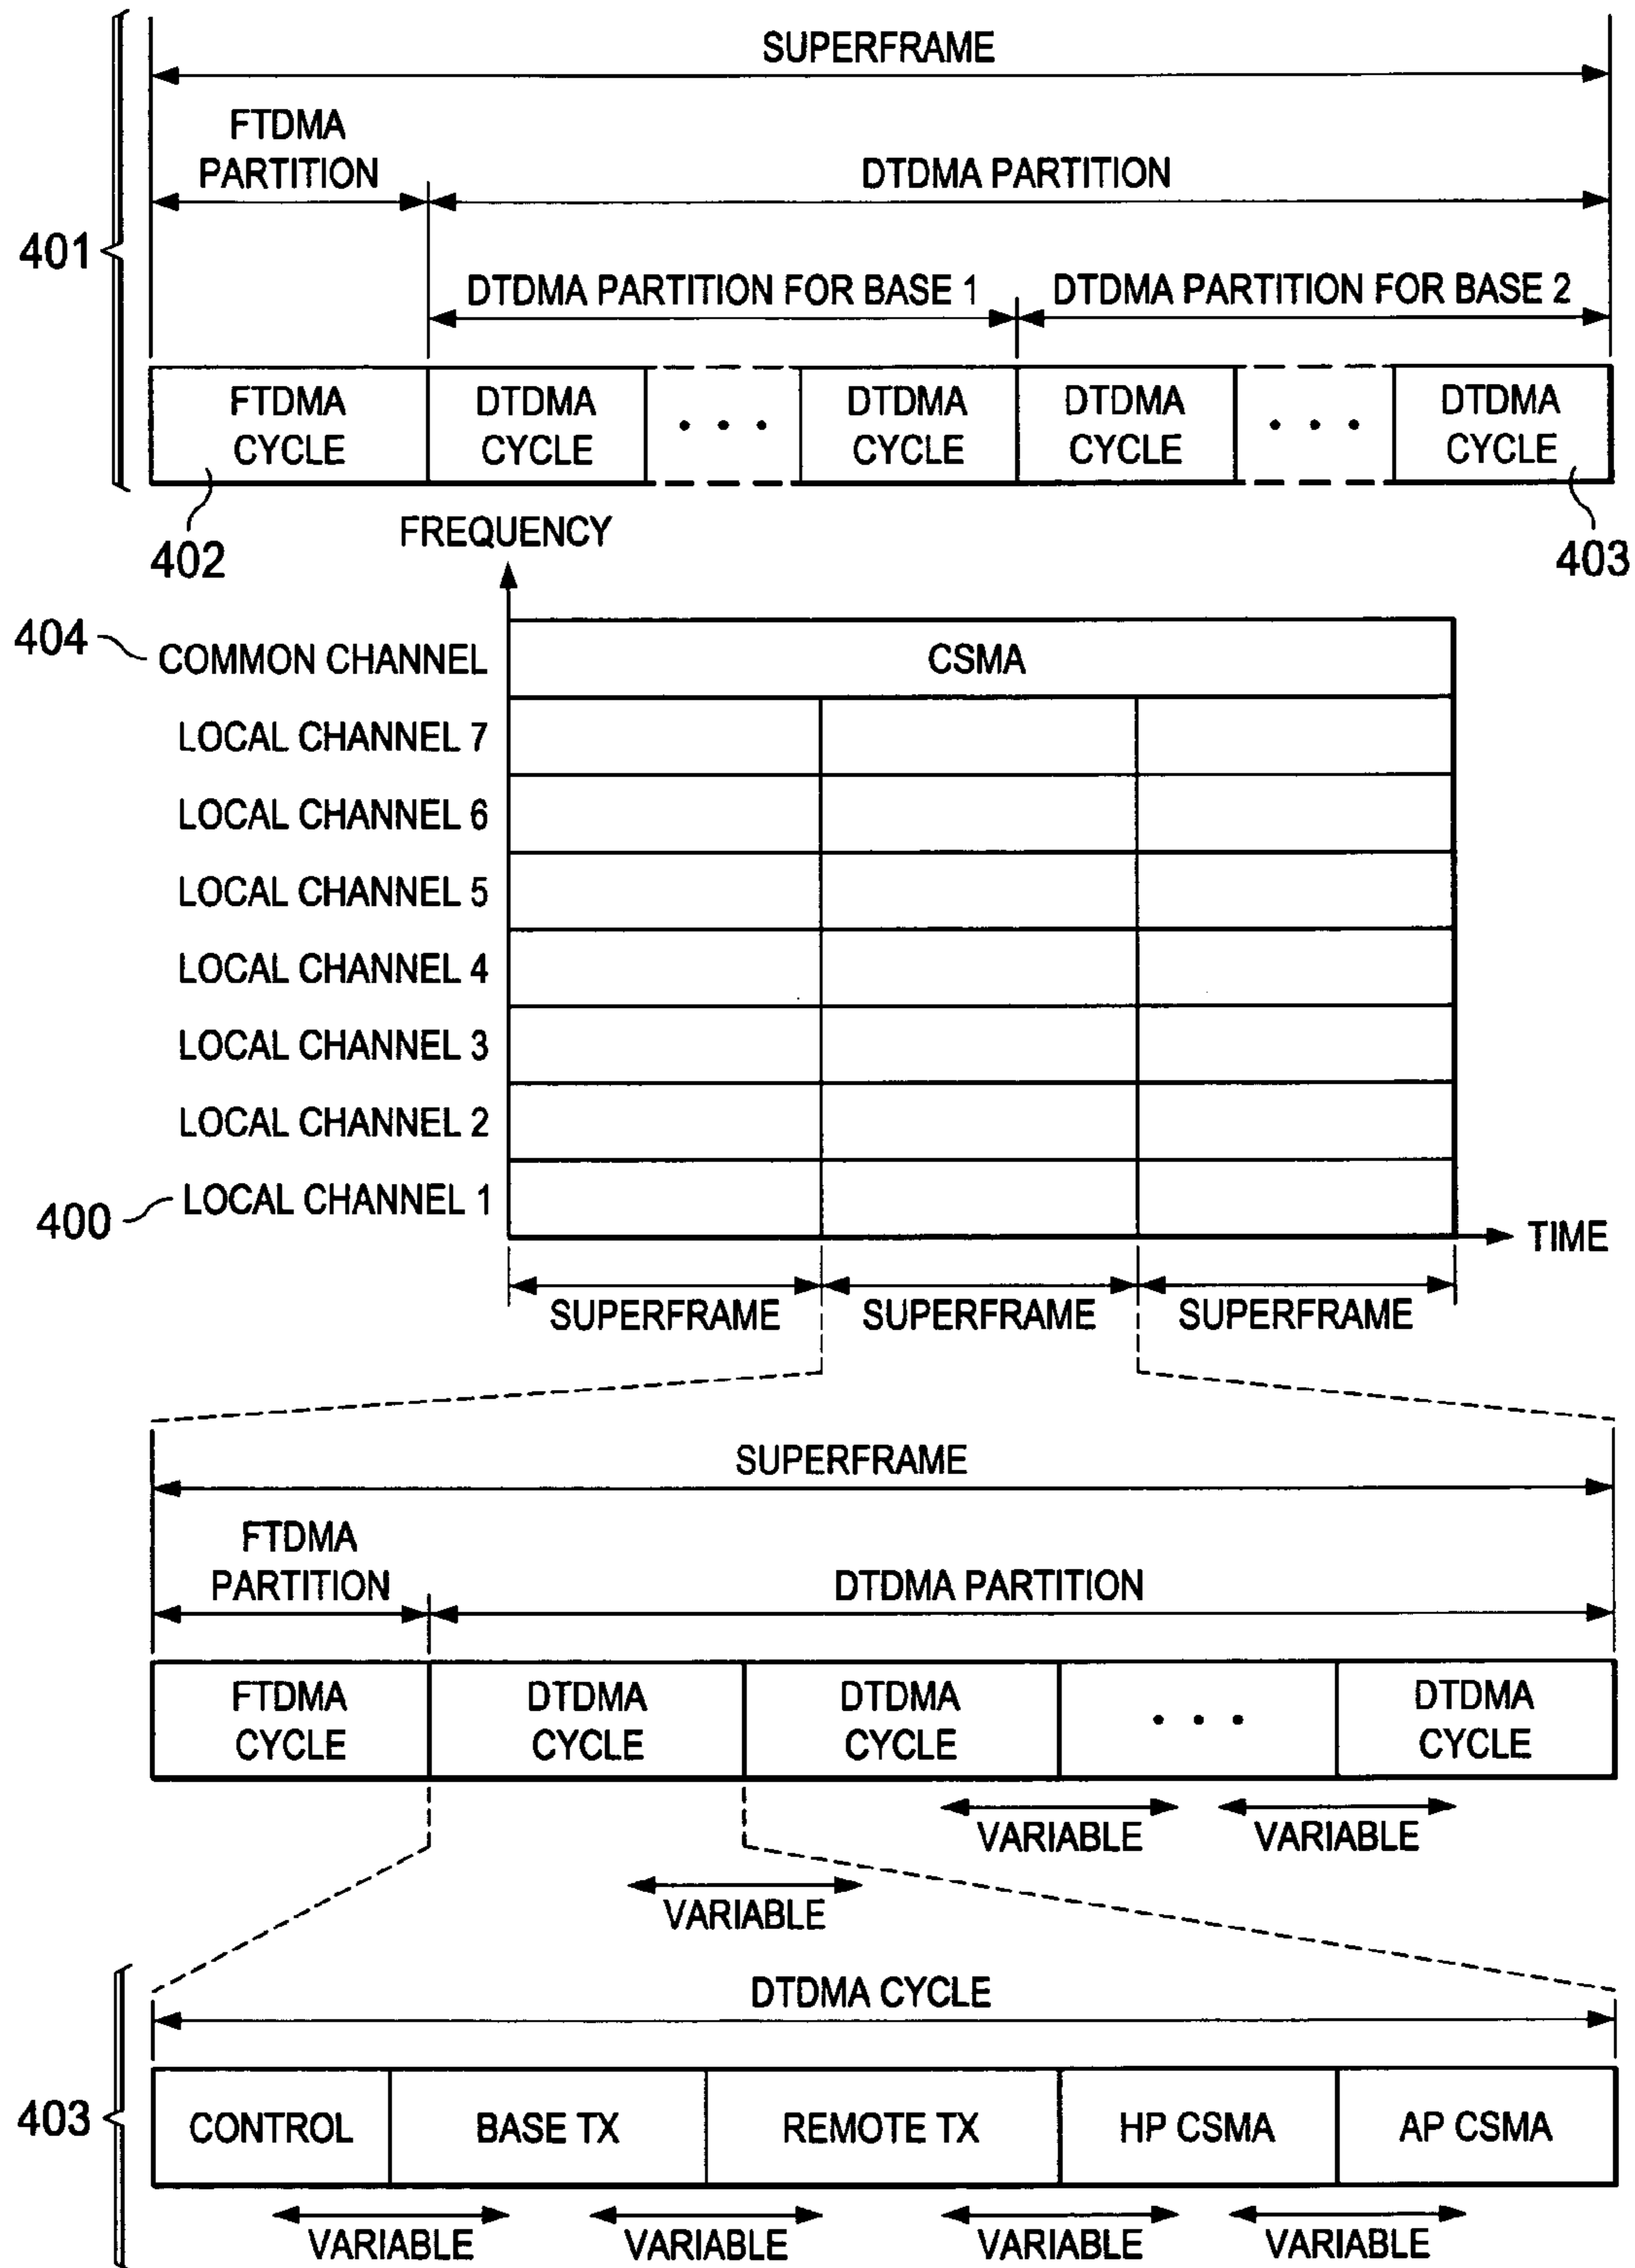 SUPERFRAME
FTDMA
PARTITION
DTDMA PARTITION
401
DTDMA PARTITION FOR BASE 1
DTDMA PARTITION FOR BASE 2
FTDMA
CYCLE
DTDMA
CYCLE
• • •
DTDMA
CYCLE
DTDMA
CYCLE
• • •
DTDMA
CYCLE
402
403
FREQUENCY
404
COMMON CHANNEL
CSMA
LOCAL CHANNEL 7
LOCAL CHANNEL 6
LOCAL CHANNEL 5
LOCAL CHANNEL 4
LOCAL CHANNEL 3
LOCAL CHANNEL 2
LOCAL CHANNEL 1
400
TIME
SUPERFRAME
SUPERFRAME
SUPERFRAME
SUPERFRAME
FTDMA
PARTITION
DTDMA PARTITION
FTDMA
CYCLE
DTDMA
CYCLE
DTDMA
CYCLE
• • •
DTDMA
CYCLE
VARIABLE
VARIABLE
VARIABLE
DTDMA CYCLE
403
CONTROL
BASE TX
REMOTE TX
HP CSMA
AP CSMA
VARIABLE
VARIABLE
VARIABLE
VARIABLE